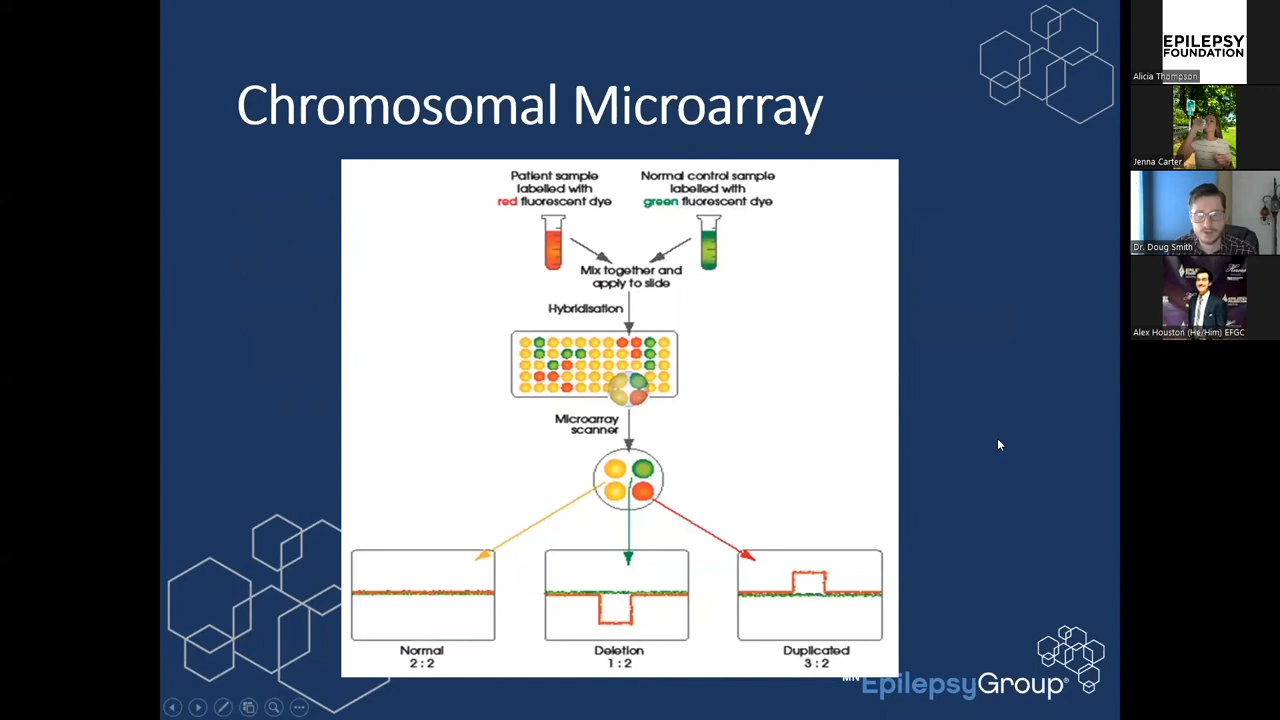 Chromosomal Microarray
Patient sample
labelled with
red fluorescent dye
Normal control sample
labelled with
green fluorescent dye
Mix together and
apply to slide
Hybridisation
Microarray
scanner
Normal
2 : 2
Deletion
1 : 2
Duplicated
3 : 2
MN
EpilepsyGroup®
EPILEPSY
FOUNDATION
Alicia Thompson
Jenna Carter
Dr. Doug Smith
Alex Houston (He/Him) EFGC